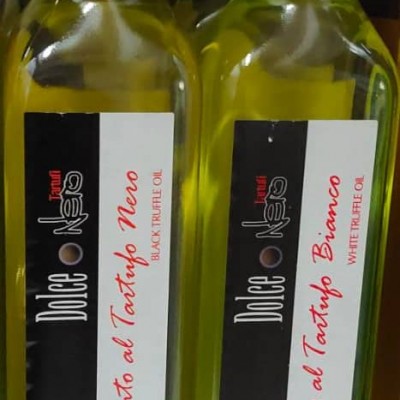 Dolce Nero
Tartufi
al Tartufo Nero
BLACK TRUFFLE OIL
Dolce Nero
Tartufi
al Tartufo Bianco
WHITE TRUFFLE OIL